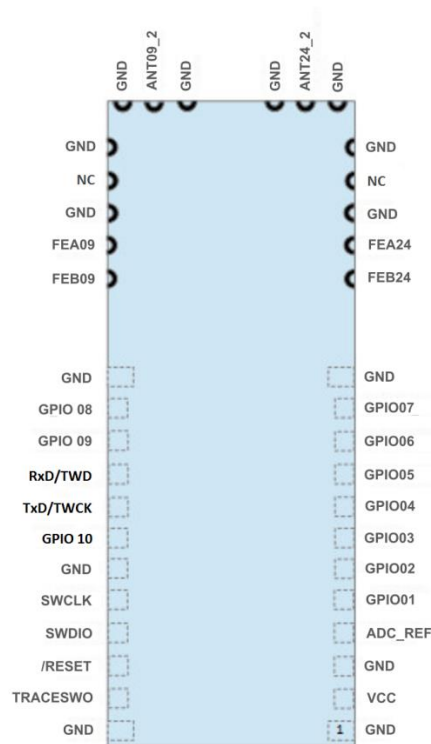 GND ANT09_2 GND GND ANT24_2 GND
GND GND
NC NC
GND GND
FEA09 FEA24
FEB09 FEB24
GND GND
GPIO 08 GPIO07
GPIO 09 GPIO06
RxD/TWD GPIO05
TxD/TWCK GPIO04
GPIO 10 GPIO03
GND GPIO02
SWCLK GPIO01
SWDIO ADC_REF
/RESET GND
TRACESWO VCC
GND 1 GND